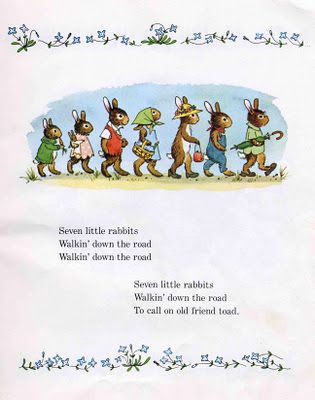 Seven little rabbits
Walkin' down the road
Walkin' down the road
Seven little rabbits
Walkin' down the road
To call on old friend toad.